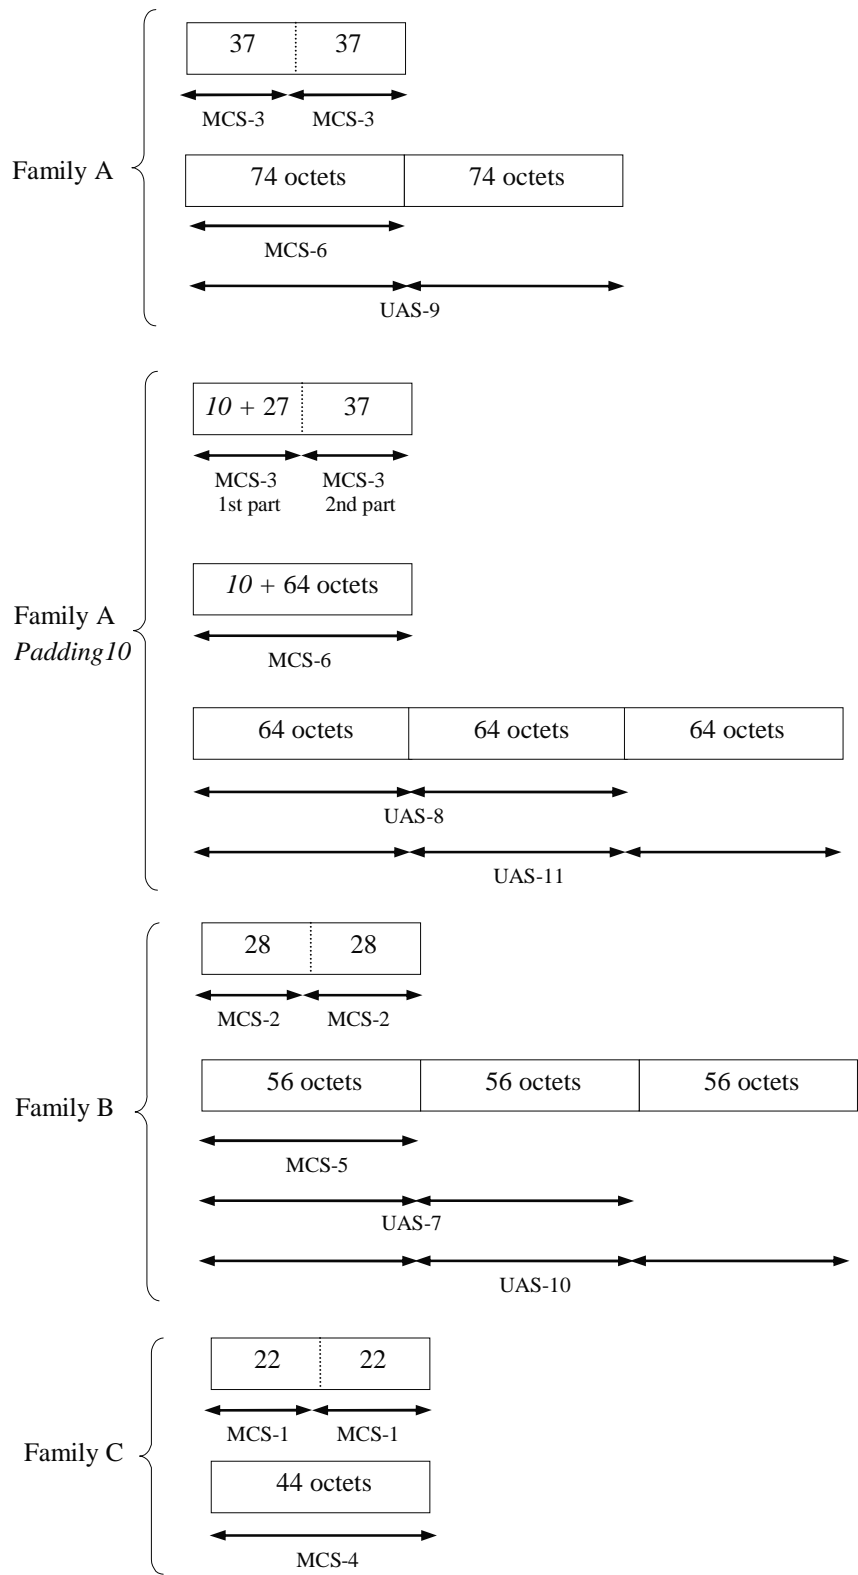 37 37
MCS-3 MCS-3
Family A
74 octets 74 octets
MCS-6
UAS-9
10 + 27 37
MCS-3 MCS-3
1st part 2nd part
10 + 64 octets
Family A
Padding10
MCS-6
64 octets 64 octets 64 octets
UAS-8
UAS-11
28 28
MCS-2 MCS-2
56 octets 56 octets 56 octets
Family B
MCS-5
UAS-7
UAS-10
22 22
MCS-1 MCS-1
Family C
44 octets
MCS-4